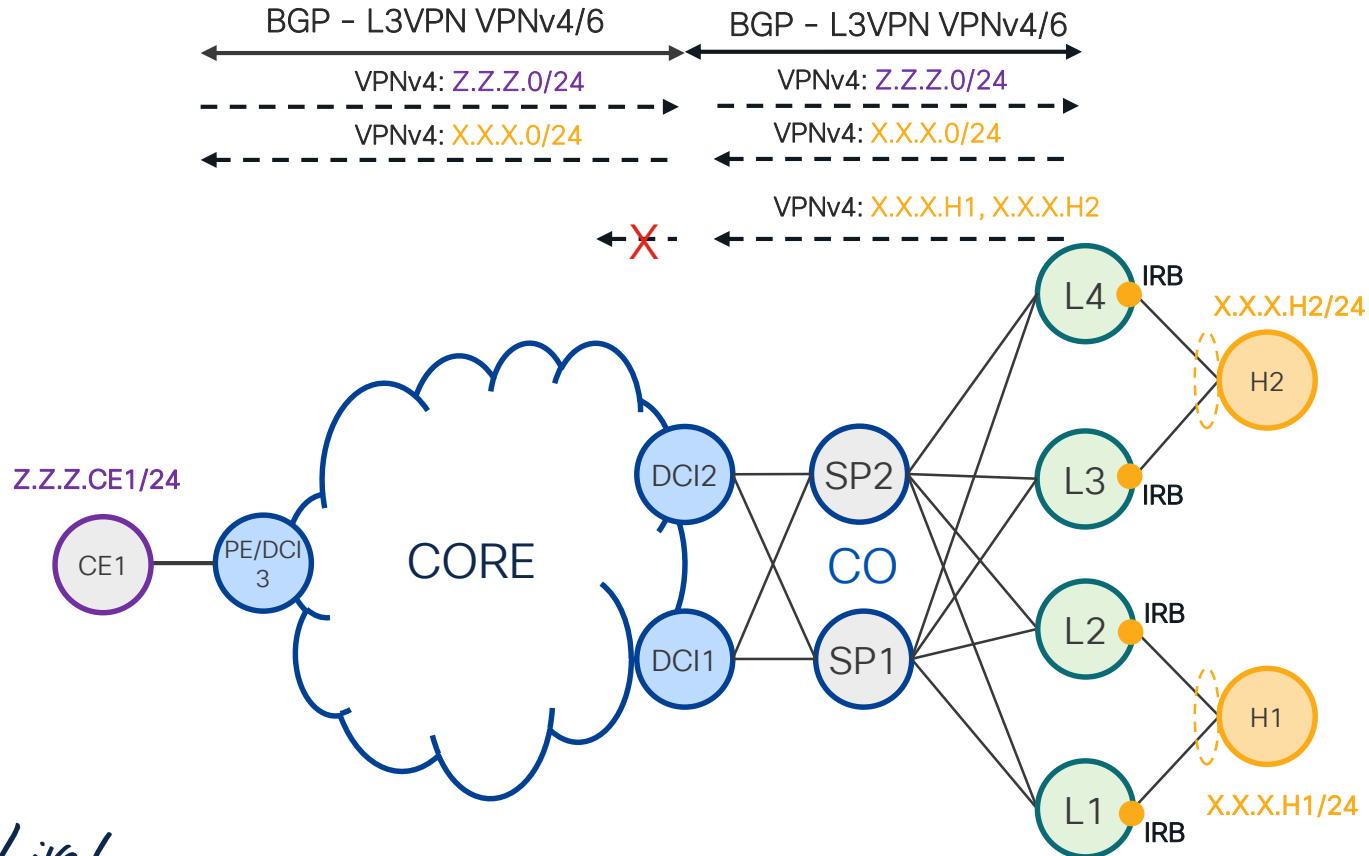 BGP – L3VPN VPNv4/6
BGP – L3VPN VPNv4/6
VPNv4: Z.Z.Z.0/24
VPNv4: Z.Z.Z.0/24
VPNv4: X.X.X.0/24
VPNv4: X.X.X.0/24
VPNv4: X.X.X.H1, X.X.X.H2
X
L4
IRB
X.X.X.H2/24
H2
DCI2
SP2
L3
IRB
Z.Z.Z.CE1/24
CE1
PE/DCI
3
CORE
CO
L2
IRB
DCI1
SP1
H1
X.X.X.H1/24
L1
IRB